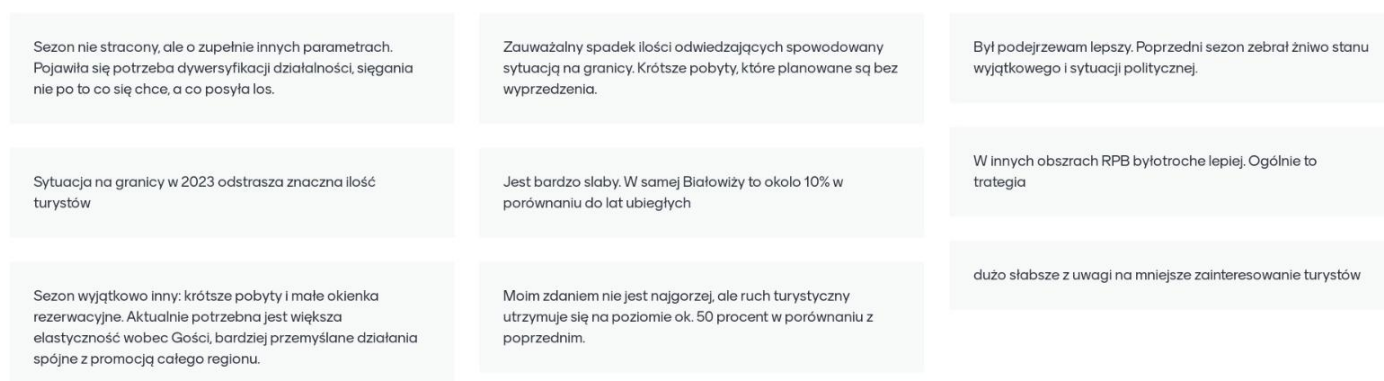 Sezon nie stracony, ale o zupełnie innych parametrach.
Pojawiła się potrzeba dywersyfikacji działalności, sięgania
nie po to co się chce, a co posyła los.
Sytuacja na granicy w 2023 odstrasza znaczna ilość
turystów
Sezon wyjątkowo inny: krótsze pobyty i małe okienka
rezerwacyjne. Aktualnie potrzebna jest większa
elastyczność wobec Gości, bardziej przemyślane działania
spójne z promocją całego regionu.
Zauważalny spadek ilości odwiedzających spowodowany
sytuacją na granicy. Krótsze pobyty, które planowane są bez
wyprzedzenia.
Jest bardzo slaby. W samej Białowiży to okolo 10% w
porównaniu do lat ubiegłych
Moim zdaniem nie jest najgorzej, ale ruch turystyczny
utrzymuje się na poziomie ok. 50 procent w porównaniu z
poprzednim.
Był podejrzewam lepszy. Poprzedni sezon zebrał żniwo stanu
wyjątkowego i sytuacji politycznej.
W innych obszrach RPB byłotroche lepiej. Ogólnie to
trategia
dużo słabsze z uwagi na mniejsze zainteresowanie turystów